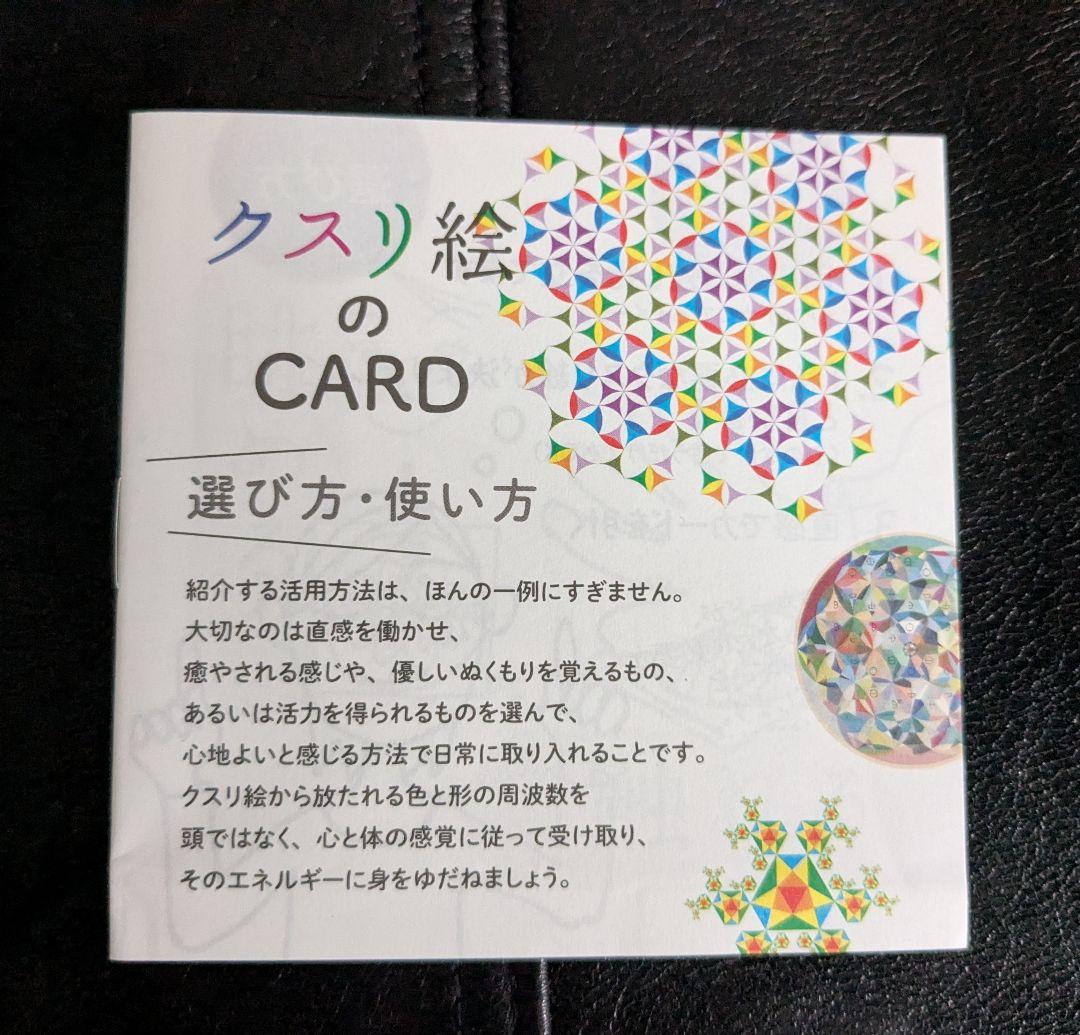 クスリ絵
の
CARD
選び方・使い方
紹介する活用方法は、ほんの一例にすぎません。
大切なのは直感を働かせ、
癒やされる感じや、優しいぬくもりを覚えるもの、
あるいは活力を得られるものを選んで、
心地よいと感じる方法で日常に取り入れることです。
クスリ絵から放たれる色と形の周波数を
頭ではなく、心と体の感覚に従って受け取り、
そのエネルギーに身をゆだねましょう。